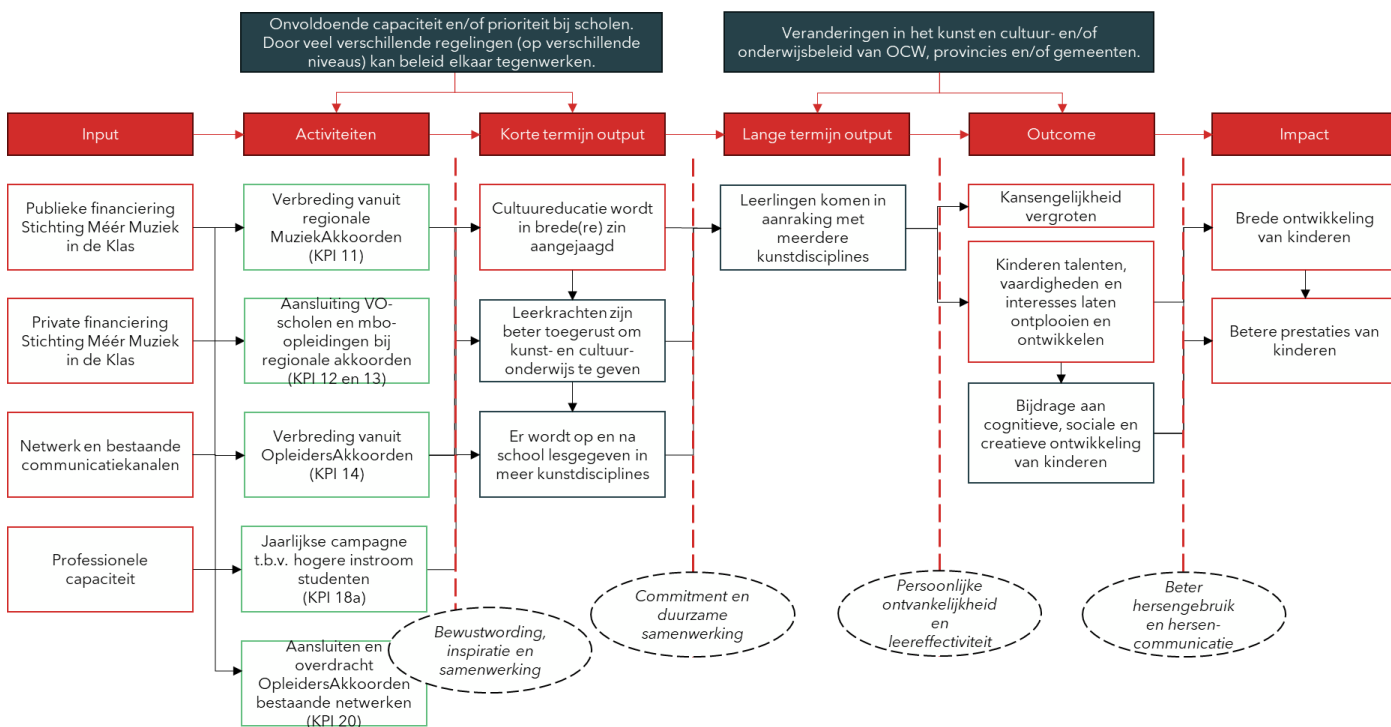 Onvoldoende capaciteit en/of prioriteit bij scholen.
Door veel verschillende regelingen (op verschillende
niveaus) kan beleid elkaar tegenwerken.
Veranderingen in het kunst en cultuur- en/of
onderwijsbeleid van OCW, provincies en/of gemeenten.
Input
Activiteiten
Korte termijn output
Lange termijn output
Outcome
Impact
Publieke financiering
Stichting Méér Muziek
in de Klas
Private financiering
Stichting Méér Muziek
in de Klas
Netwerk en bestaande
communicatiekanalen
Professionele
capaciteit
Verbreding vanuit
regionale
MuziekAkkoorden
(KPI 11)
Aansluiting VO-
scholen en mbo-
opleidingen bij
regionale akkoorden
(KPI 12 en 13)
Verbreding vanuit
OpleidersAkkoorden
(KPI 14)
Jaarlijkse campagne
t.b.v. hogere instroom
studenten
(KPI 18a)
Aansluiten en
overdracht
OpleidersAkkoorden
bestaande netwerken
(KPI 20)
Cultuureducatie wordt
in brede(re) zin
aangejaagd
Leerkrachten zijn
beter toegerust om
kunst- en cultuur-
onderwijs te geven
Er wordt op en na
school lesgegeven in
meer kunstdisciplines
Leerlingen komen in
aanraking met
meerdere
kunstdisciplines
Kansengelijkheid
vergroten
Kinderen talenten,
vaardigheden en
interesses laten
ontplooien en
ontwikkelen
Bijdrage aan
cognitieve, sociale en
creatieve ontwikkeling
van kinderen
Brede ontwikkeling
van kinderen
Betere prestaties van
kinderen
Bewustwording,
inspiratie en
samenwerking
Commitment en
duurzame
samenwerking
Persoonlijke
ontvankelijkheid
en
leereffectiviteit
Beter
hersengebruik
en hersen-
communicatie